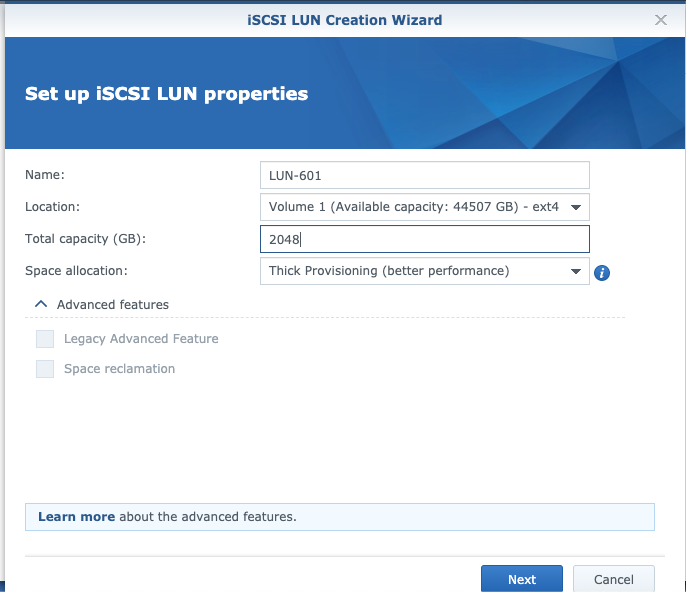 iSCSI LUN Creation Wizard
Set up iSCSI LUN properties
Name: LUN-601
Location: Volume 1 (Available capacity: 44507 GB) - ext4
Total capacity (GB): 2048
Space allocation: Thick Provisioning (better performance) i
Advanced features
Legacy Advanced Feature
Space reclamation
Learn more about the advanced features.
Next Cancel